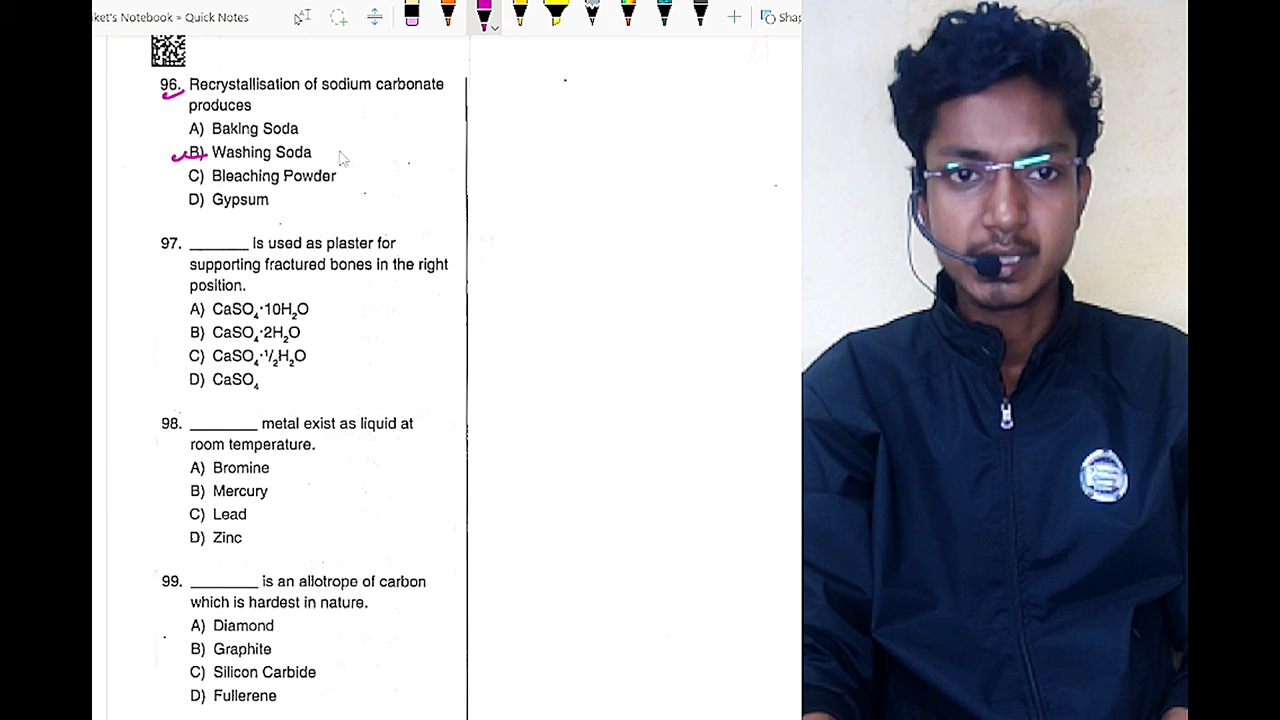 iket's Notebook » Quick Notes
Shap
96. Recrystallisation of sodium carbonate
produces
A) Baking Soda
B) Washing Soda
C) Bleaching Powder
D) Gypsum
97. _______ is used as plaster for
supporting fractured bones in the right
position.
A) CaSO₄·10H₂O
B) CaSO₄·2H₂O
C) CaSO₄·¹/₂H₂O
D) CaSO₄
98. ________ metal exist as liquid at
room temperature.
A) Bromine
B) Mercury
C) Lead
D) Zinc
99. ________ is an allotrope of carbon
which is hardest in nature.
A) Diamond
B) Graphite
C) Silicon Carbide
D) Fullerene